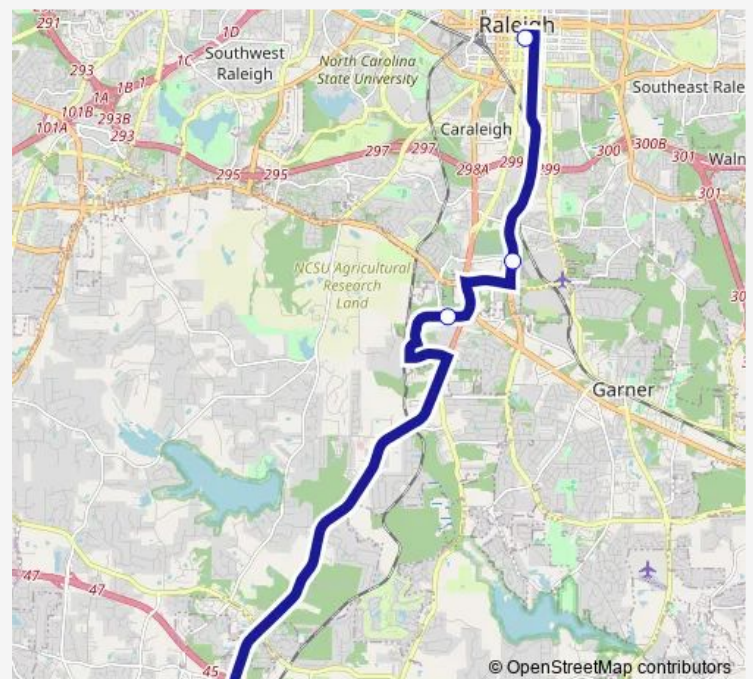 Raleigh
291
1D
1C
Southwest
Raleigh
North Carolina
State University
293
1B
1
1A
101B
293B
101A
293
Southeast Rale
Caraleigh
297
297
298A
299
99
300
300B
301
Waln
295
295
301
NCSU Agricultural
Research
Land
30
Garner
47
47
45
© OpenStreetMap contributors